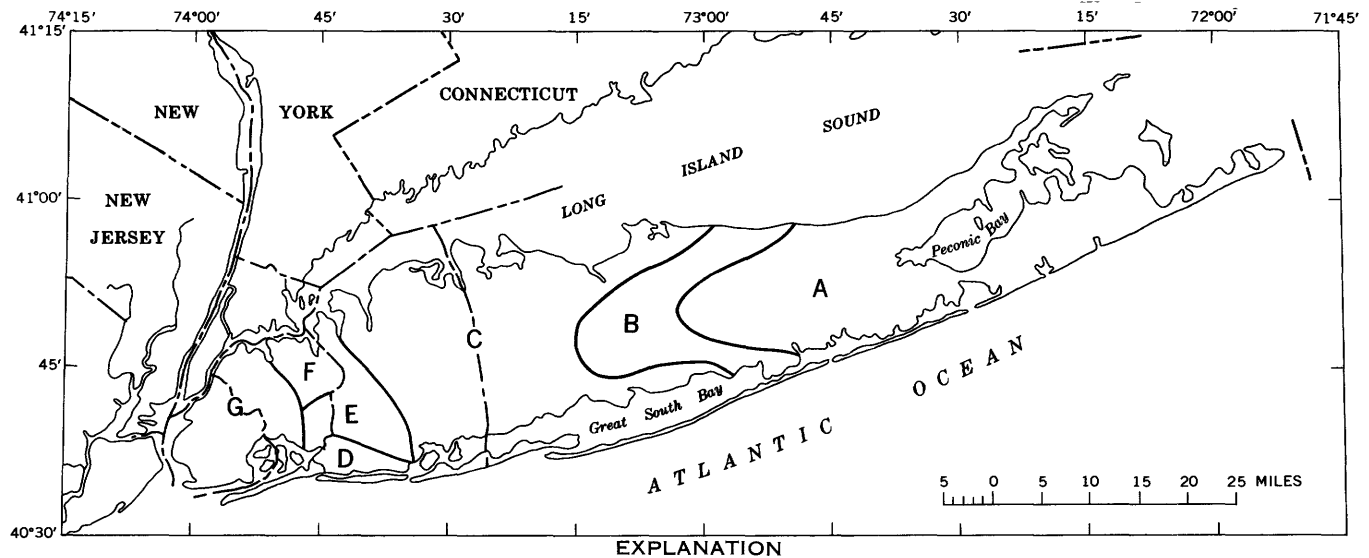 74°15' 74°00' 45' 30' 15' 73°00' 45' 30' 15' 72°00' 71°45'
41°15'
NEW YORK CONNECTICUT
LONG ISLAND SOUND
41°00'
NEW JERSEY
Peconic Bay
A
B
C
45'
F
G
E
D
Great South Bay
ATLANTIC OCEAN
5 0 5 10 15 20 25 MILES
40°30'
EXPLANATION